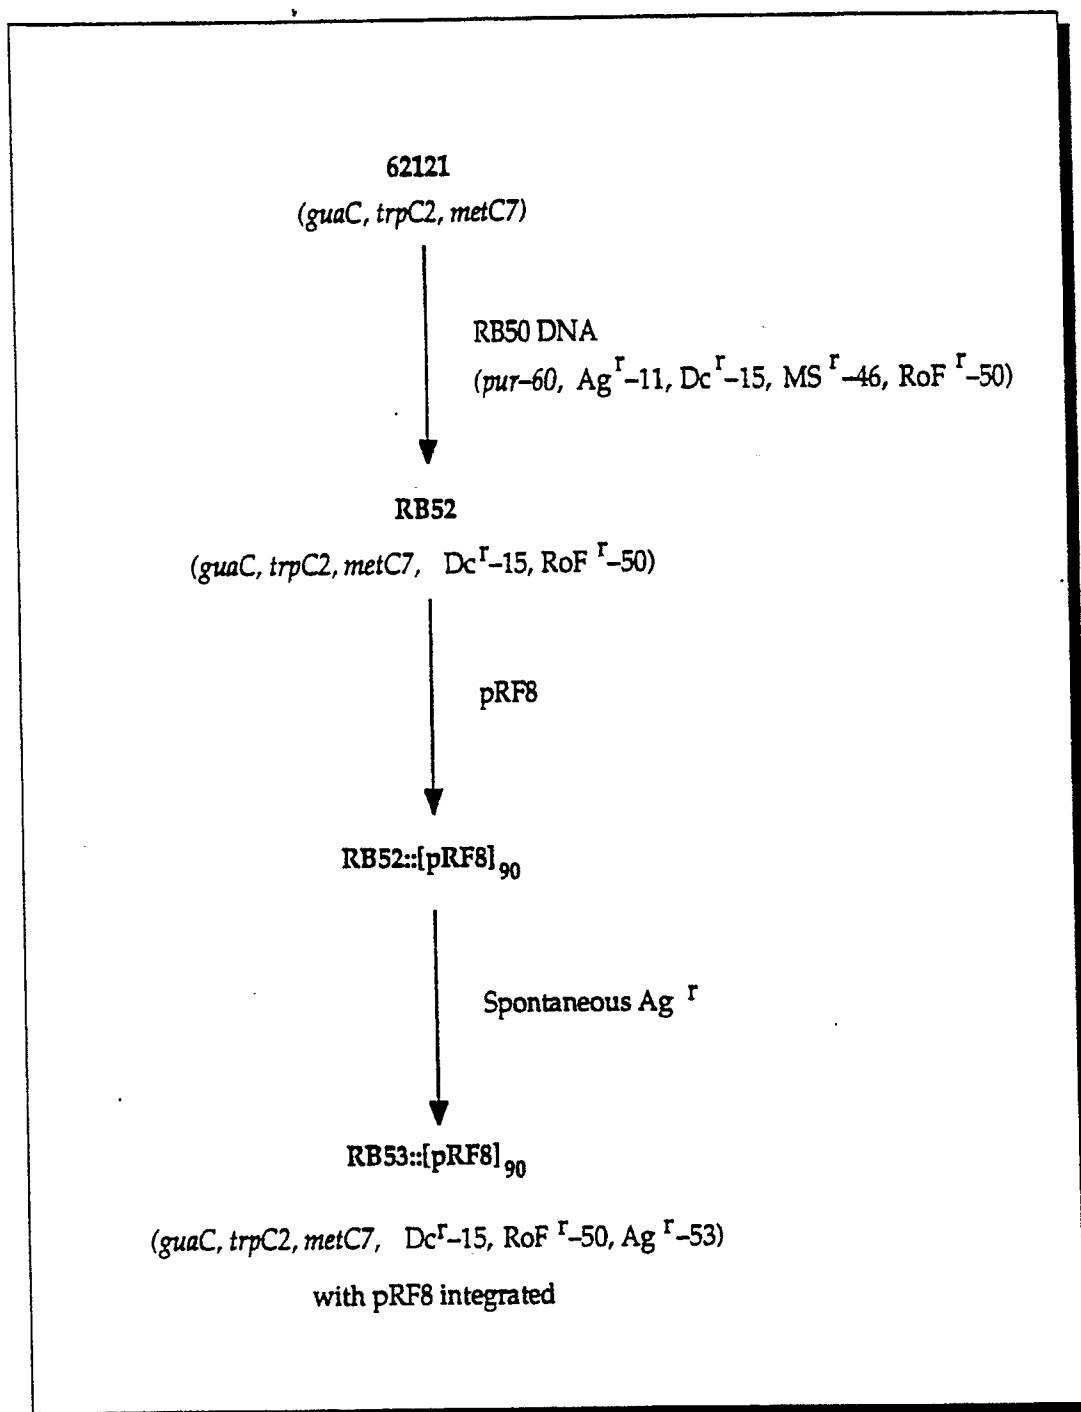 62121
(guaC, trpC2, metC7)
RB50 DNA
(pur–60, Ag r–11, Dc r–15, MS r–46, RoF r–50)
RB52
(guaC, trpC2, metC7, Dc r–15, RoF r–50)
pRF8
RB52::[pRF8]90
Spontaneous Ag r
RB53::[pRF8]90
(guaC, trpC2, metC7, Dc r–15, RoF r–50, Ag r–53)
with pRF8 integrated